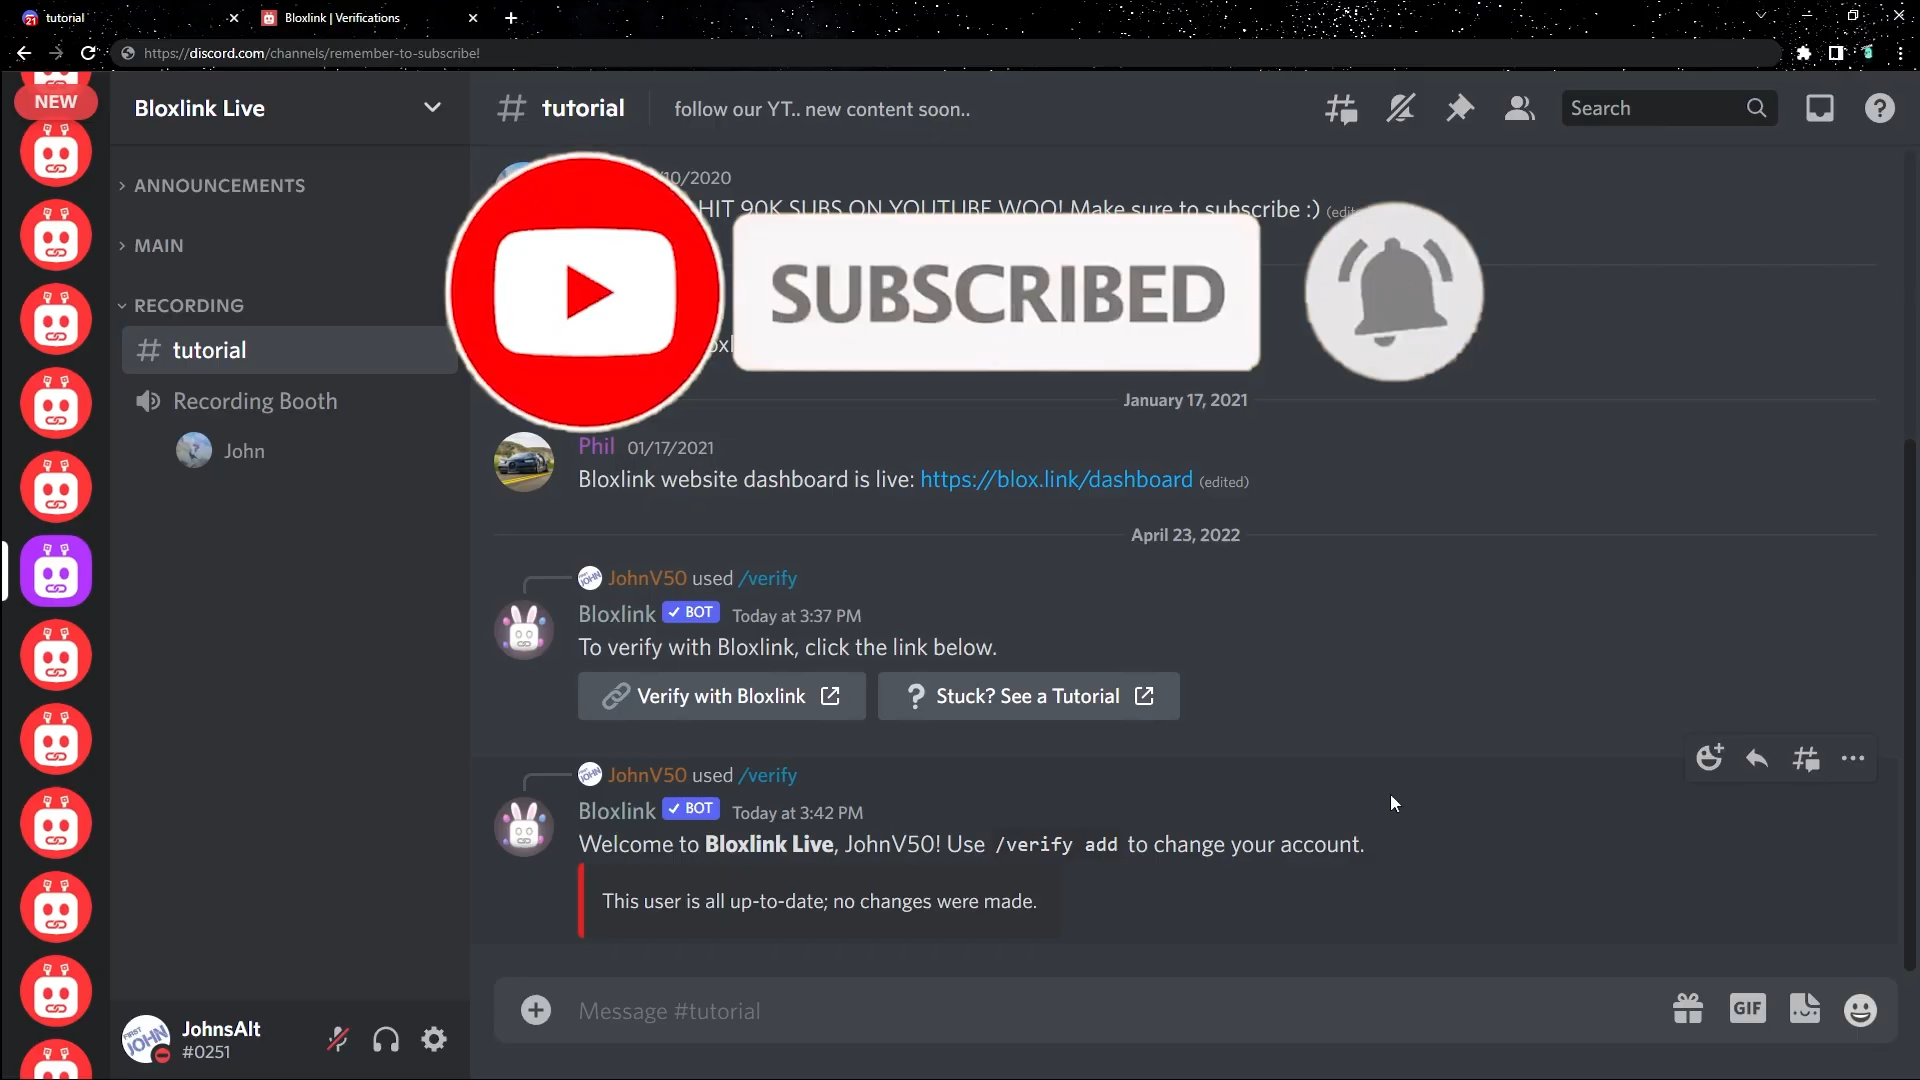 21
tutorial
Bloxlink | Verifications
https://discord.com/channels/remember-to-subscribe!
NEW
Bloxlink Live
tutorial
follow our YT.. new content soon..
Search
ANNOUNCEMENTS
MAIN
RECORDING
tutorial
Recording Booth
John
/10/2020
HIT 90K SUBS ON YOUTUBE WOO! Make sure to subscribe :)
SUBSCRIBED
January 17, 2021
Phil 01/17/2021
Bloxlink website dashboard is live: https://blox.link/dashboard (edited)
April 23, 2022
JohnV50 used /verify
Bloxlink BOT Today at 3:37 PM
To verify with Bloxlink, click the link below.
Verify with Bloxlink
? Stuck? See a Tutorial
JohnV50 used /verify
Bloxlink BOT Today at 3:42 PM
Welcome to Bloxlink Live, JohnV50! Use /verify add to change your account.
This user is all up-to-date; no changes were made.
Message #tutorial
GIF
FIRST JOHN
JohnsAlt
#0251